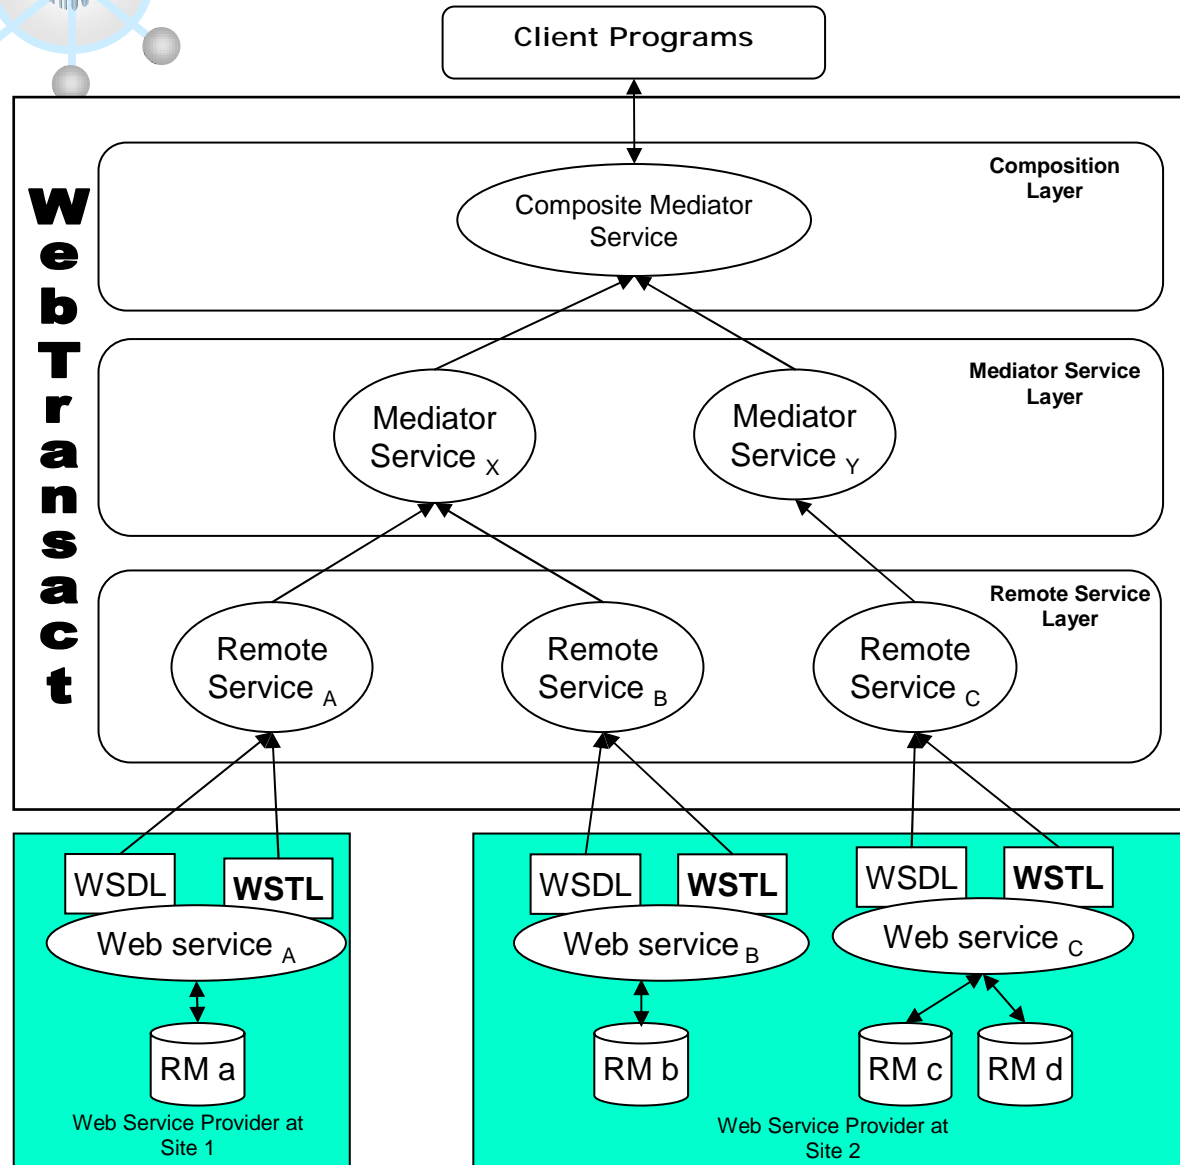 Client Programs
WebTransact
Composition
Layer
Composite Mediator
Service
Mediator Service
Layer
Mediator
Service X
Mediator
Service Y
Remote Service
Layer
Remote
Service A
Remote
Service B
Remote
Service C
WSDL
WSTL
WSDL
WSTL
WSDL
WSTL
Web service A
Web service B
Web service C
RM a
RM b
RM c
RM d
Web Service Provider at
Site 1
Web Service Provider at
Site 2